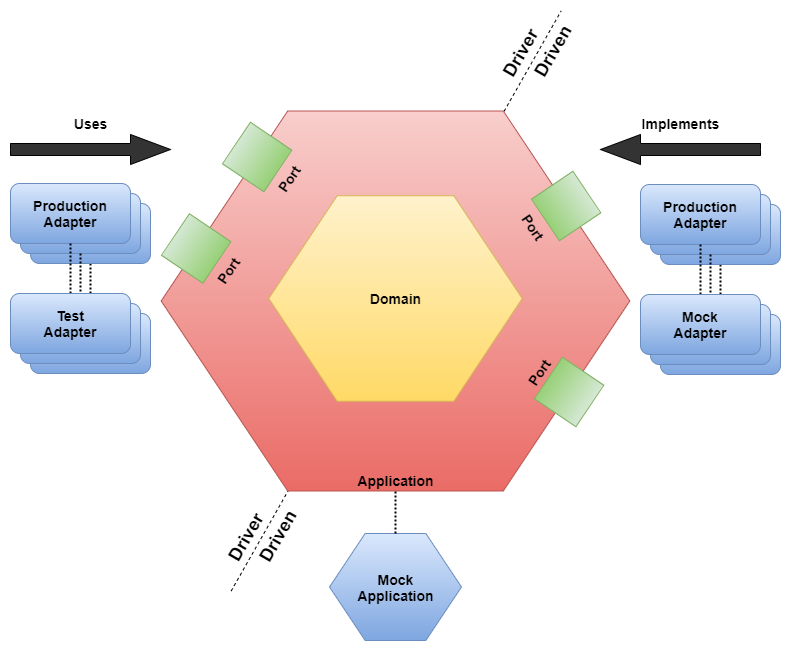 Driver
Driven
Uses
Implements
Port
Production
Adapter
Port
Production
Adapter
Port
Domain
Test
Adapter
Mock
Adapter
Port
Application
Driver
Driven
Mock
Application